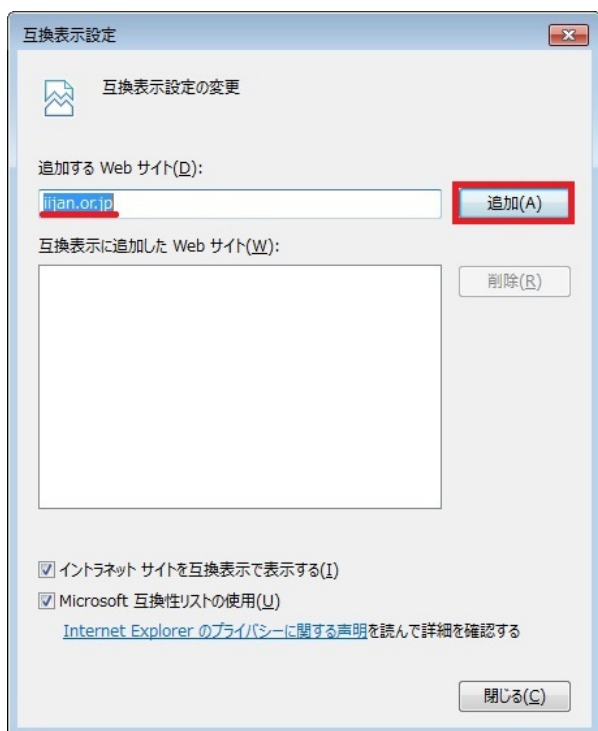 互換表示設定
互換表示設定の変更
追加する Web サイト(D):
iijan.or.jp
追加(A)
互換表示に追加した Web サイト(W):
削除(R)
イントラネット サイトを互換表示で表示する(I)
Microsoft 互換性リストの使用(U)
Internet Explorer のプライバシーに関する声明を読んで詳細を確認する
閉じる(C)